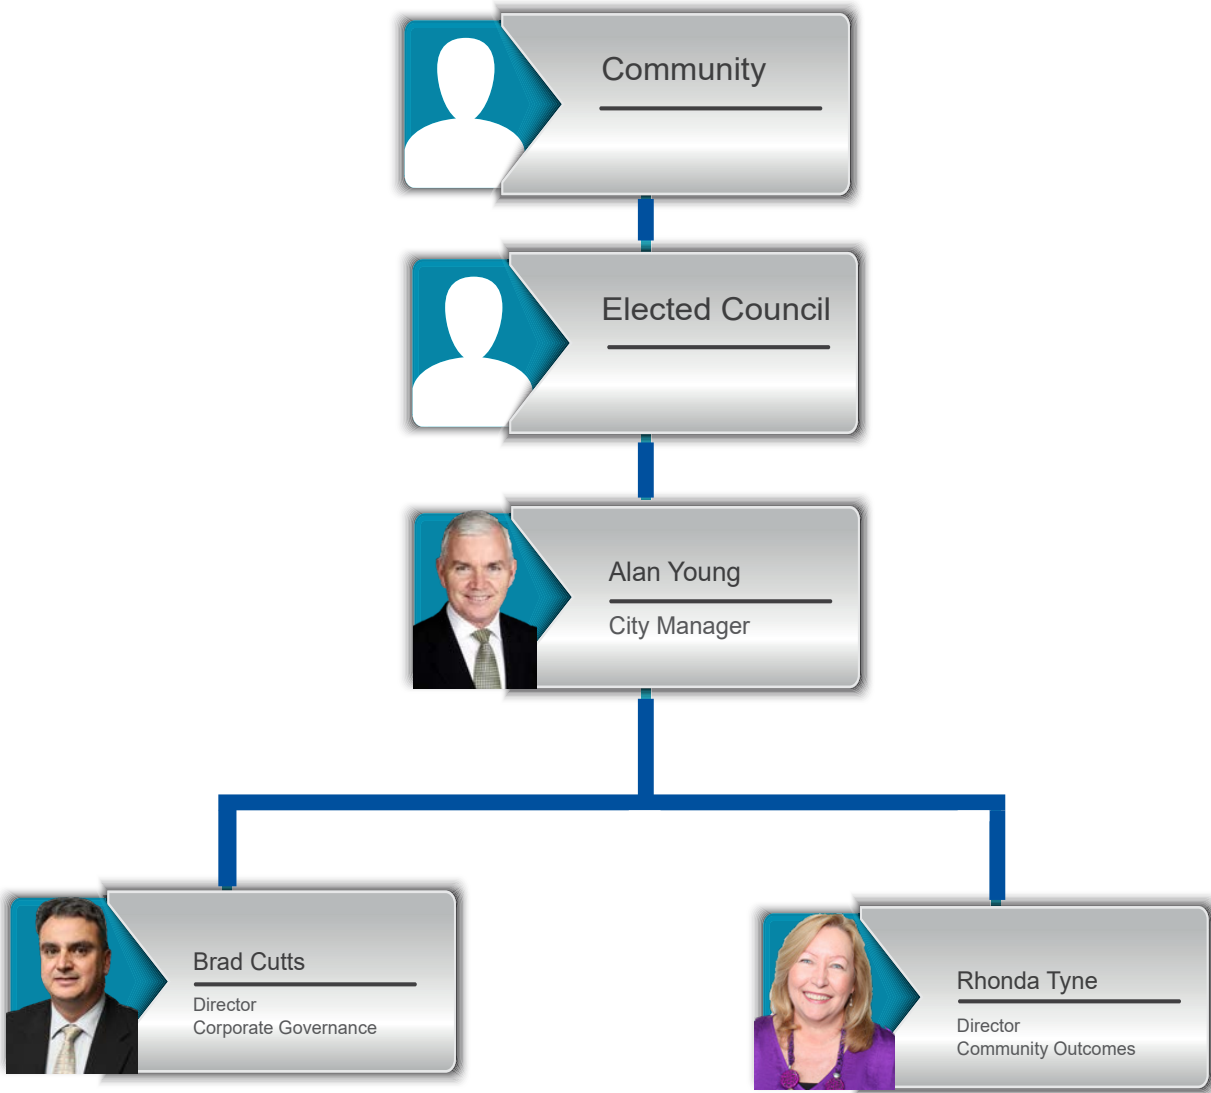 Community
Elected Council
Alan Young
City Manager
Brad Cutts
Director
Corporate Governance
Rhonda Tyne
Director
Community Outcomes